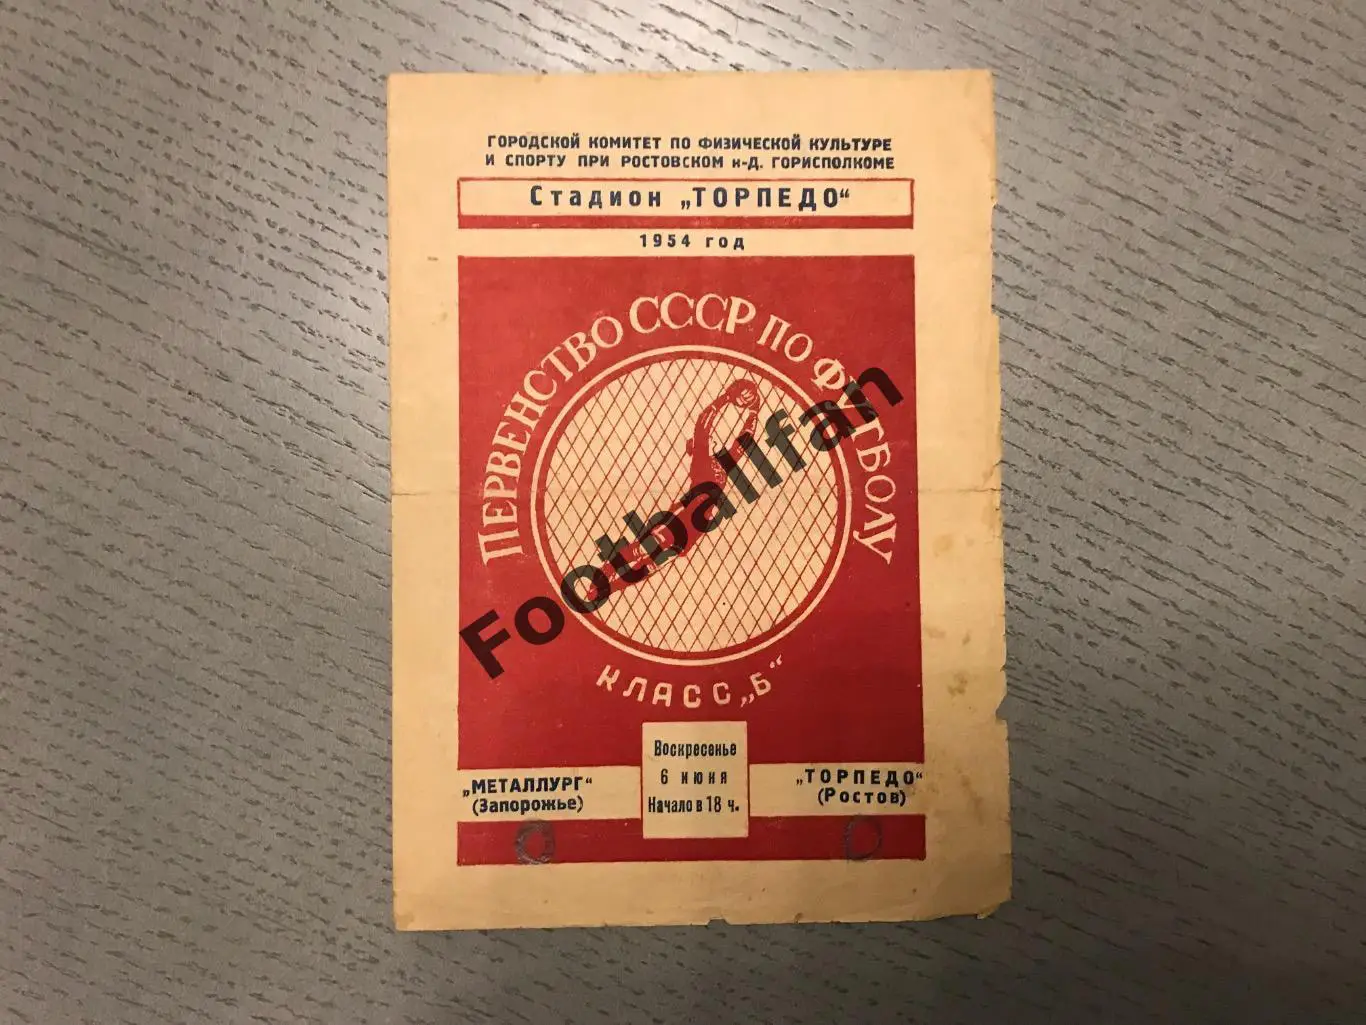 ГОРОДСКОЙ КОМИТЕТ ПО ФИЗИЧЕСКОЙ КУЛЬТУРЕ
И СПОРТУ ПРИ РОСТОВСКОМ н-Д. ГОРИСПОЛКОМЕ
Стадион „ТОРПЕДО"
1954 год
ПЕРВЕНСТВО СССР ПО ФУТБОЛУ
Footballfan
КЛАСС „Б"
Воскресенье
6 июня
Начало в 18 ч.
„МЕТАЛЛУРГ"
(Запорожье)
„ТОРПЕДО"
(Ростов)